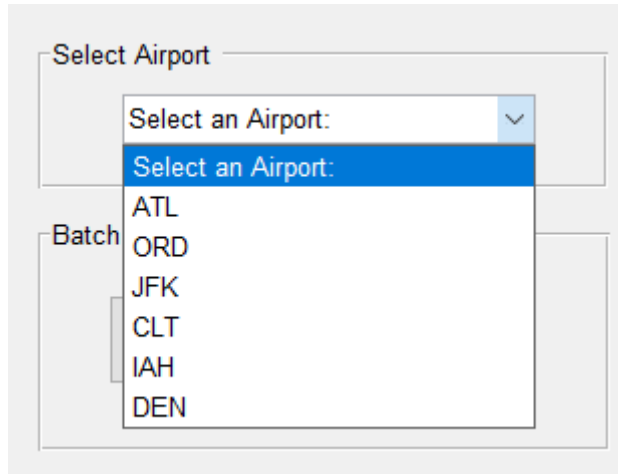 Select Airport
Select an Airport:
Select an Airport:
ATL
Batch
ORD
JFK
CLT
IAH
DEN